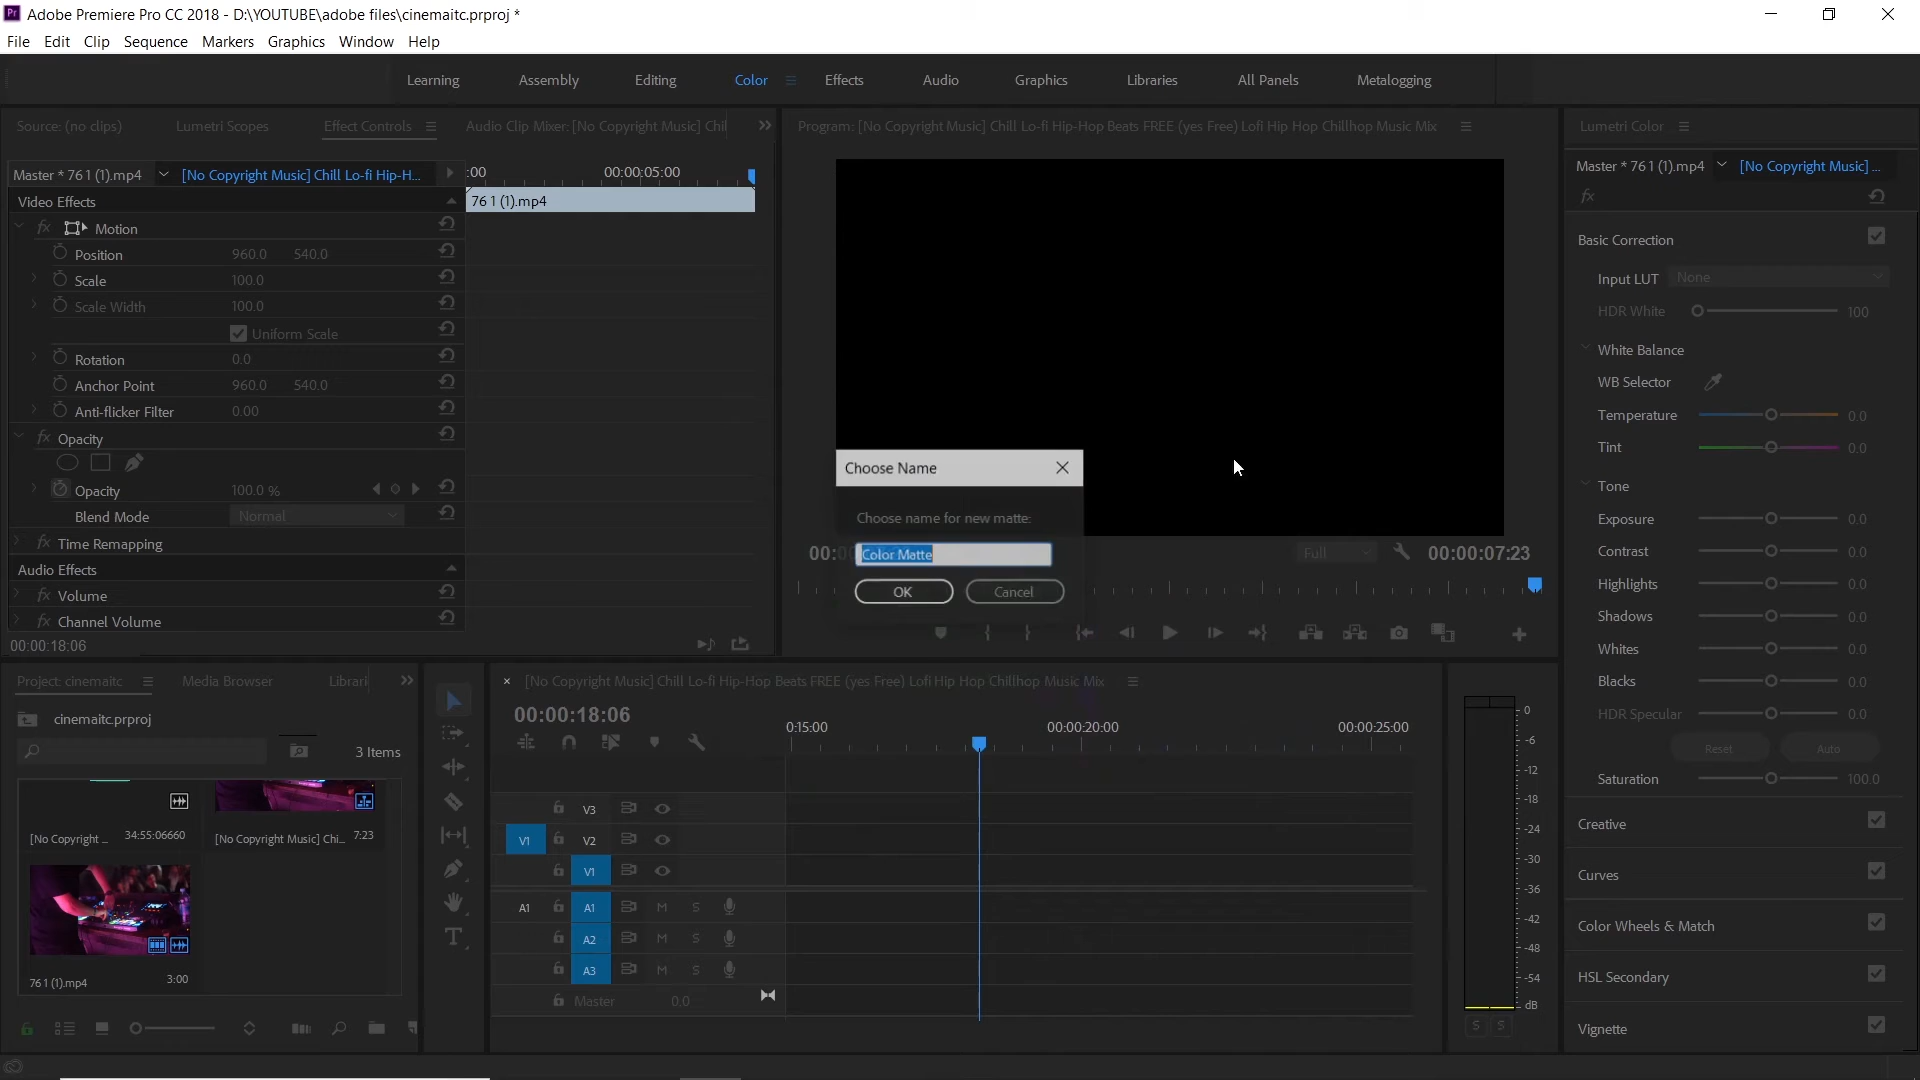 Adobe Premiere Pro CC 2018 - D:\YOUTUBE\adobe files\cinemaitc.prproj *
File Edit Clip Sequence Markers Graphics Window Help
Learning Assembly Editing Color Effects Audio Graphics Libraries All Panels Metalogging
Source: (no clips) Lumetri Scopes Effect Controls Audio Clip Mixer: [No Copyright Music] Chil
Program: [No Copyright Music] Chill Lo-fi Hip-Hop Beats FREE (yes Free) Lofi Hip Hop Chillhop Music Mix
Lumetri Color
Master * 76 1 (1).mp4 [No Copyright Music] Chill Lo-fi Hip-H... :00 00:00:05:00
Master * 76 1 (1).mp4 [No Copyright Music] ...
Video Effects 76 1 (1).mp4
fx
fx Motion
Position 960.0 540.0
Scale 100.0
Scale Width 100.0
Uniform Scale
Rotation 0.0
Anchor Point 960.0 540.0
Anti-flicker Filter 0.00
fx Opacity
Opacity 100.0 %
Blend Mode Normal
fx Time Remapping
Audio Effects
fx Volume
fx Channel Volume
00:00:18:06
Choose Name
Choose name for new matte:
Color Matte
OK Cancel
00: Full 00:00:07:23
Basic Correction
Input LUT None
HDR White 100
White Balance
WB Selector
Temperature 0.0
Tint 0.0
Tone
Exposure 0.0
Contrast 0.0
Highlights 0.0
Shadows 0.0
Whites 0.0
Blacks 0.0
HDR Specular 0.0
Reset Auto
Saturation 100.0
Creative
Curves
Color Wheels & Match
HSL Secondary
Vignette
Project: cinemaitc Media Browser Librari
cinemaitc.prproj
3 Items
[No Copyright ... 34:55:06660 [No Copyright Music] Chi... 7:23
76 1 (1).mp4 3:00
× [No Copyright Music] Chill Lo-fi Hip-Hop Beats FREE (yes Free) Lofi Hip Hop Chillhop Music Mix
00:00:18:06
0:15:00 00:00:20:00 00:00:25:00
V3
V1 V2
V1
A1 A1 M S
A2 M S
A3 M S
Master 0.0
0
-6
-12
-18
-24
-30
-36
-42
-48
-54
dB
S S